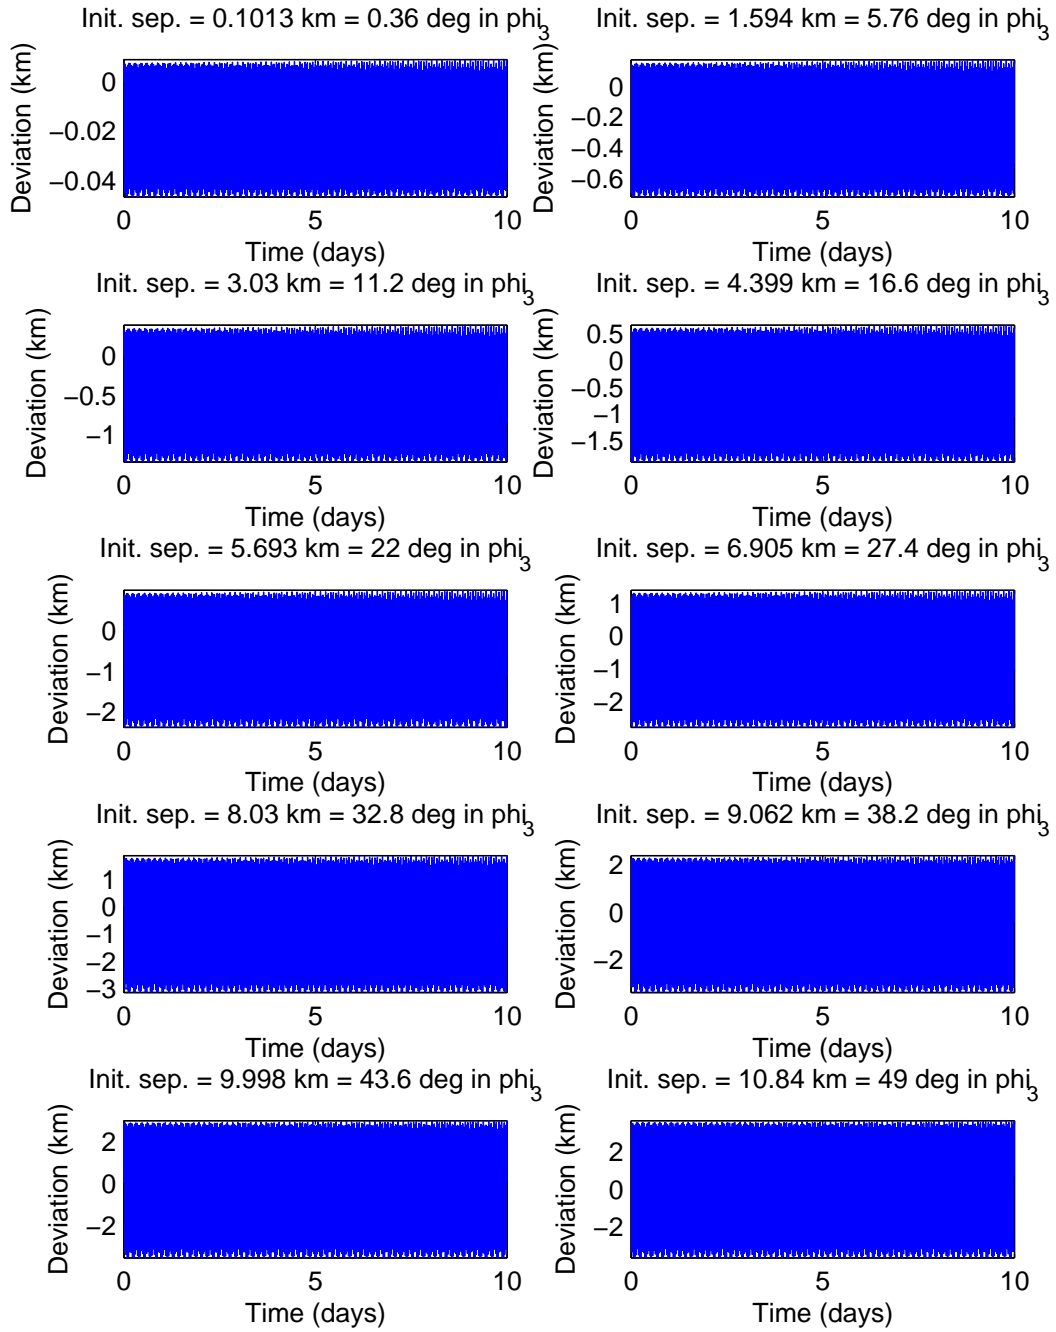 Init. sep. = 0.1013 km = 0.36 deg in phi3
Deviation (km)
0
−0.02
−0.04
0 5 10
Time (days)
Init. sep. = 1.594 km = 5.76 deg in phi3
Deviation (km)
0
−0.2
−0.4
−0.6
0 5 10
Time (days)
Init. sep. = 3.03 km = 11.2 deg in phi3
Deviation (km)
0
−0.5
−1
0 5 10
Time (days)
Init. sep. = 4.399 km = 16.6 deg in phi3
Deviation (km)
0.5
0
−0.5
−1
−1.5
0 5 10
Time (days)
Init. sep. = 5.693 km = 22 deg in phi3
Deviation (km)
0
−1
−2
0 5 10
Time (days)
Init. sep. = 6.905 km = 27.4 deg in phi3
Deviation (km)
1
0
−1
−2
0 5 10
Time (days)
Init. sep. = 8.03 km = 32.8 deg in phi3
Deviation (km)
1
0
−1
−2
−3
0 5 10
Time (days)
Init. sep. = 9.062 km = 38.2 deg in phi3
Deviation (km)
2
0
−2
0 5 10
Time (days)
Init. sep. = 9.998 km = 43.6 deg in phi3
Deviation (km)
2
0
−2
0 5 10
Time (days)
Init. sep. = 10.84 km = 49 deg in phi3
Deviation (km)
2
0
−2
0 5 10
Time (days)